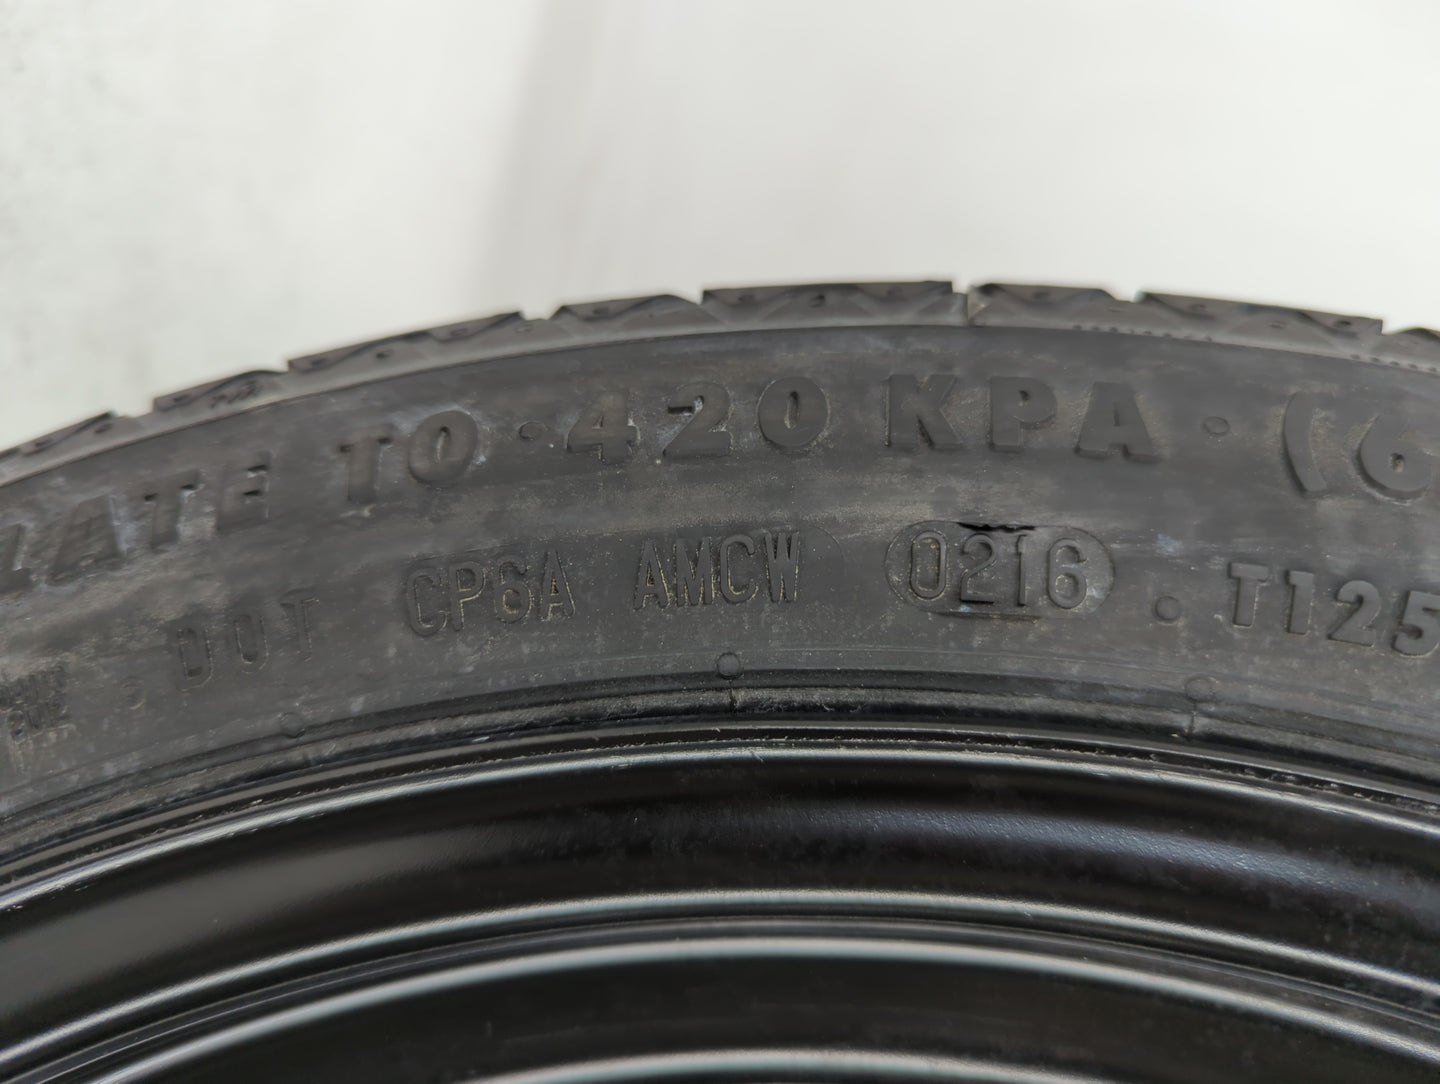 LATE TO · 420 KPA · (6
DOT CP6A AMCW 0216 · T125